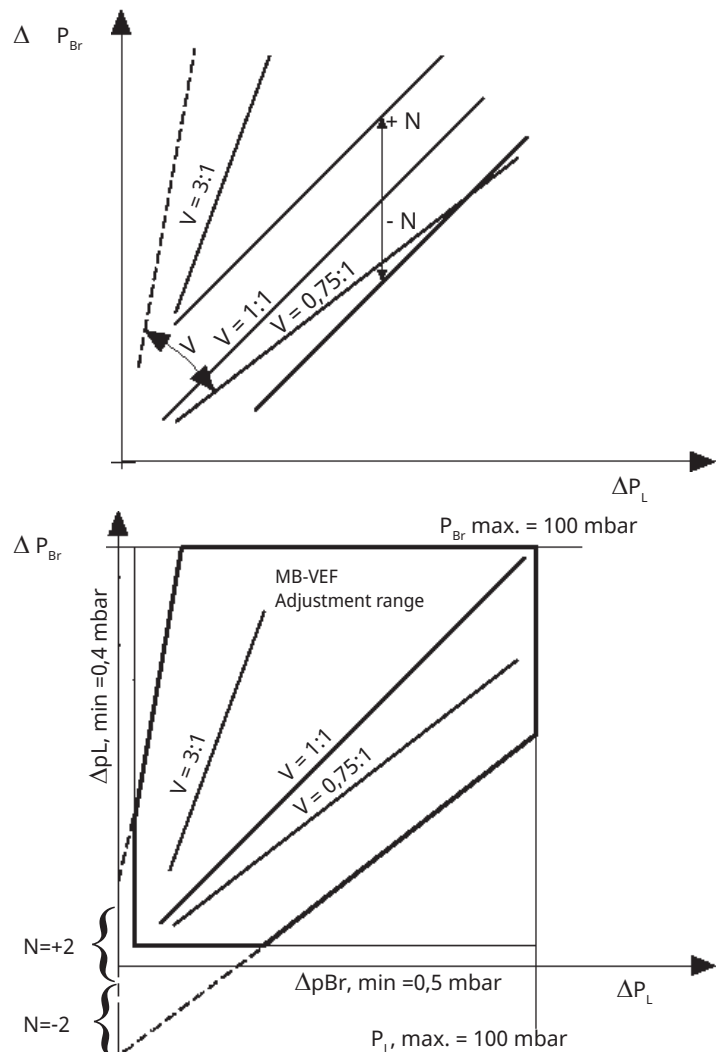 Δ P_Br
+ N
V = 3:1
- N
V = 1:1
V = 0,75:1
V
ΔP_L
P_Br max. = 100 mbar
Δ P_Br
MB-VEF
Adjustment range
ΔpL, min =0,4 mbar
V = 3:1
V = 1:1
V = 0,75:1
N=+2
ΔpBr, min =0,5 mbar
ΔP_L
N=-2
P_L, max. = 100 mbar